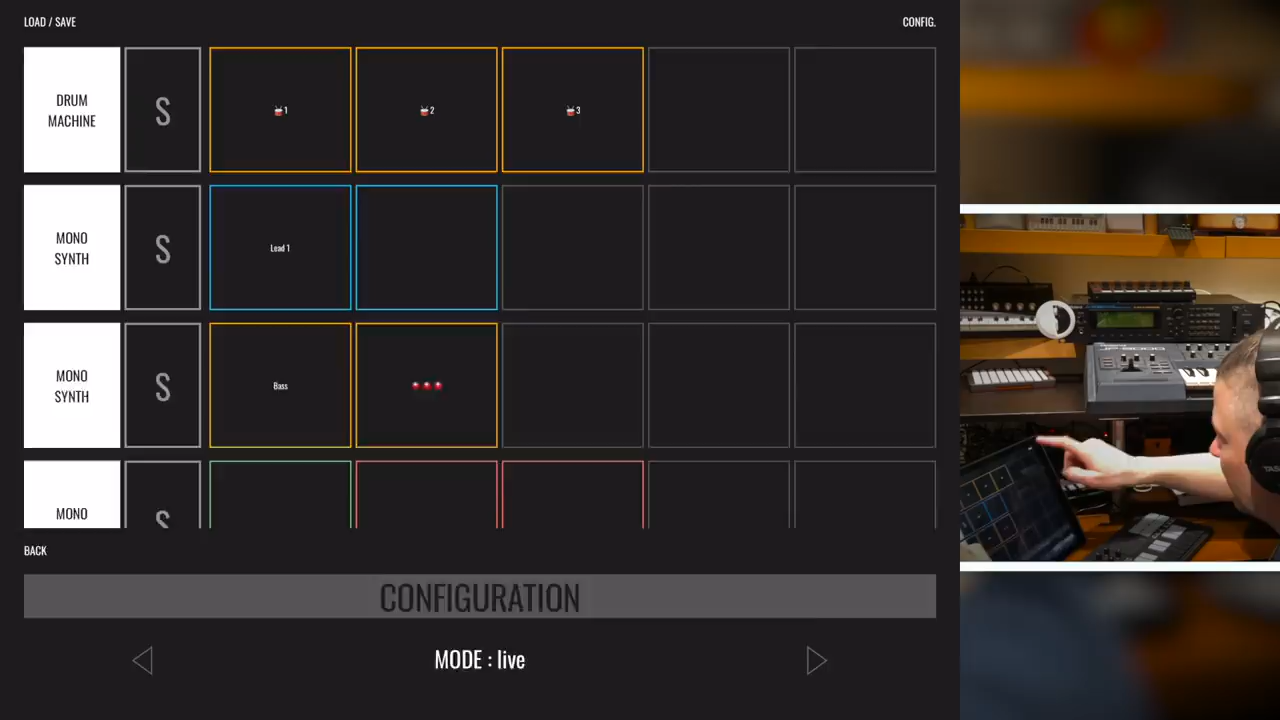 LOAD / SAVE
CONFIG.
DRUM
MACHINE
S
1
2
3
MONO
SYNTH
S
Lead 1
MONO
SYNTH
S
Bass
MONO
S
BACK
CONFIGURATION
MODE : live